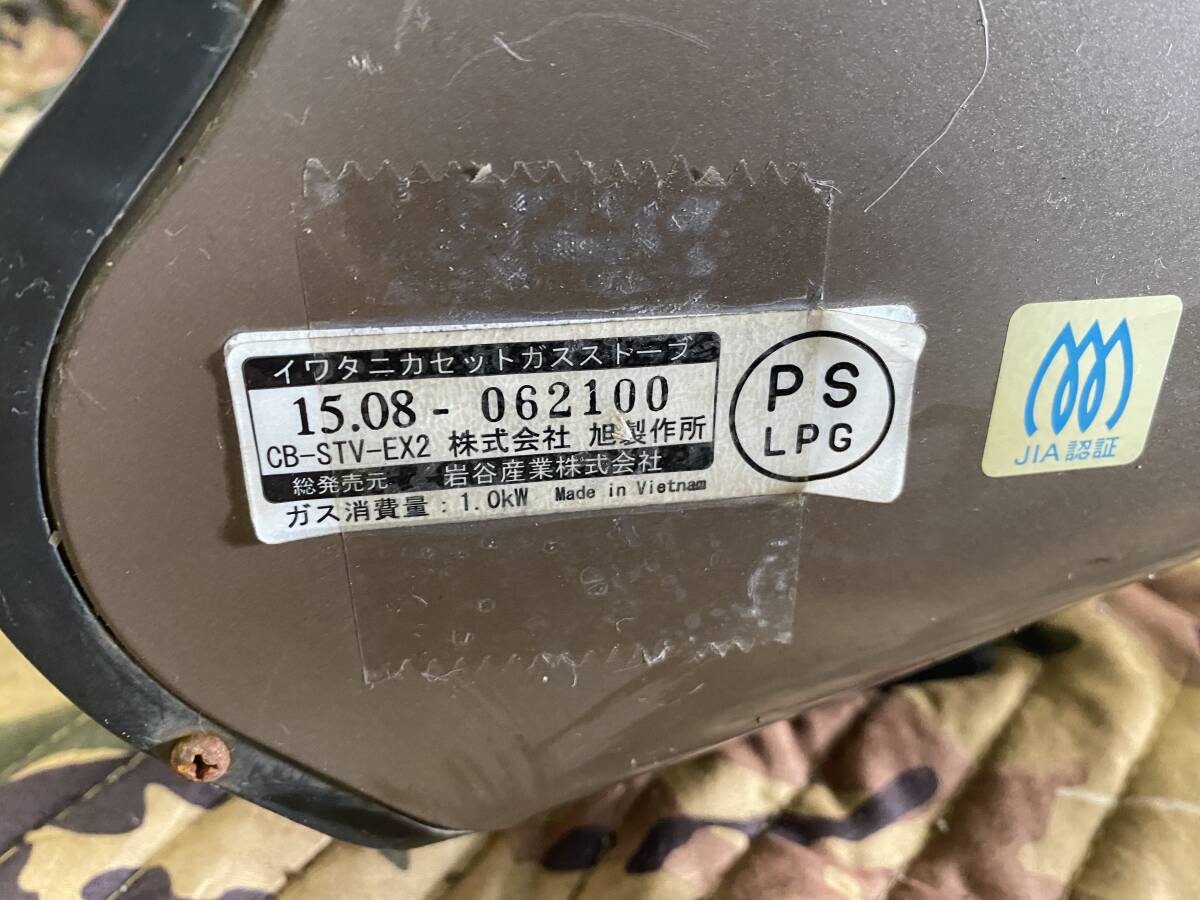 イワタニカセットガスストーブ
15.08 - 062100
CB-STV-EX2 株式会社 旭製作所
総発売元 岩谷産業株式会社
ガス消費量：1.0kW Made in Vietnam
PS
LPG
JIA認証